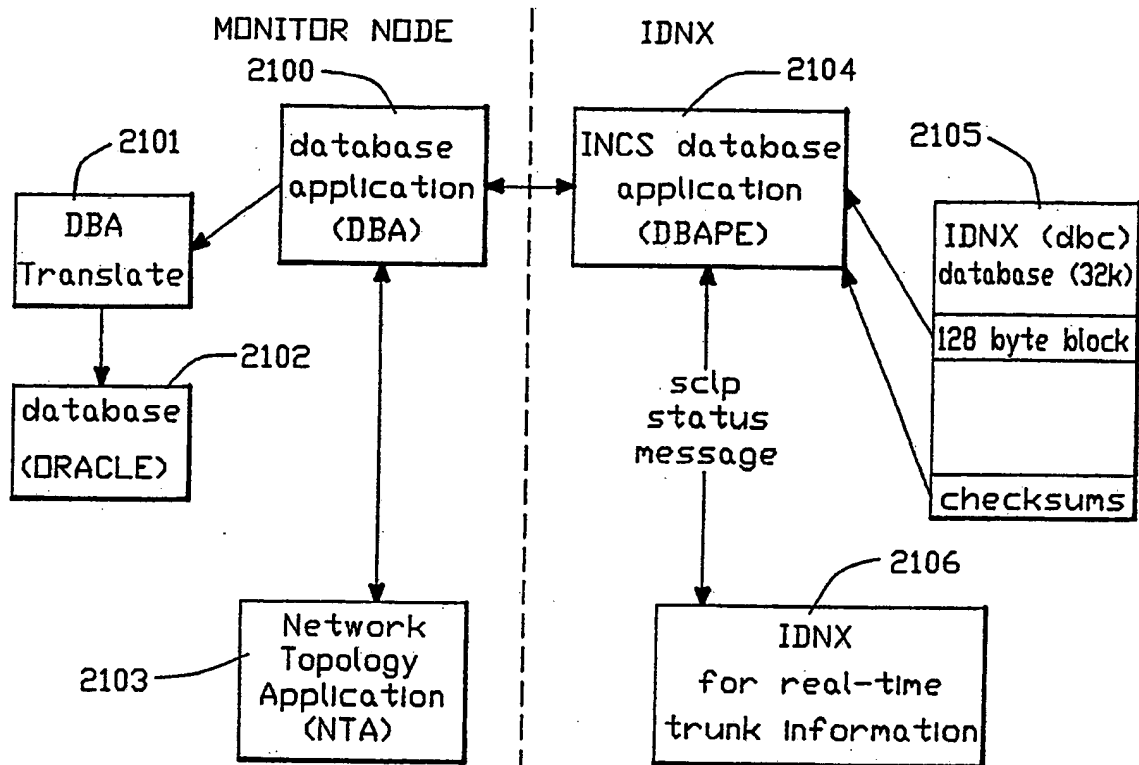 MONITOR NODE
IDNX
2100
2104
2101
2105
database
application
(DBA)
INCS database
application
(DBAPE)
DBA
Translate
IDNX (dbc)
database (32k)
128 byte block
checksums
2102
database
(ORACLE)
sclp
status
message
2103
Network
Topology
Application
(NTA)
2106
IDNX
for real-time
trunk information